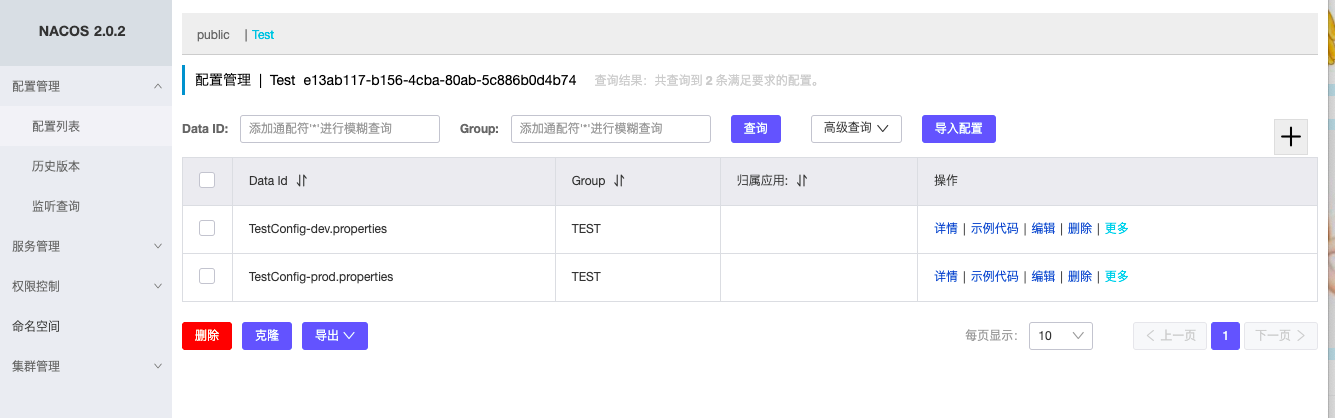 NACOS 2.0.2
配置管理
配置列表
历史版本
监听查询
服务管理
权限控制
命名空间
集群管理
public | Test
配置管理 | Test e13ab117-b156-4cba-80ab-5c886b0d4b74 查询结果：共查询到 2 条满足要求的配置。
Data ID: 添加通配符'*'进行模糊查询 Group: 添加通配符'*'进行模糊查询 查询 高级查询 导入配置
Data Id Group 归属应用: 操作
TestConfig-dev.properties TEST 详情 | 示例代码 | 编辑 | 删除 | 更多
TestConfig-prod.properties TEST 详情 | 示例代码 | 编辑 | 删除 | 更多
删除 克隆 导出 每页显示: 10 上一页 1 下一页